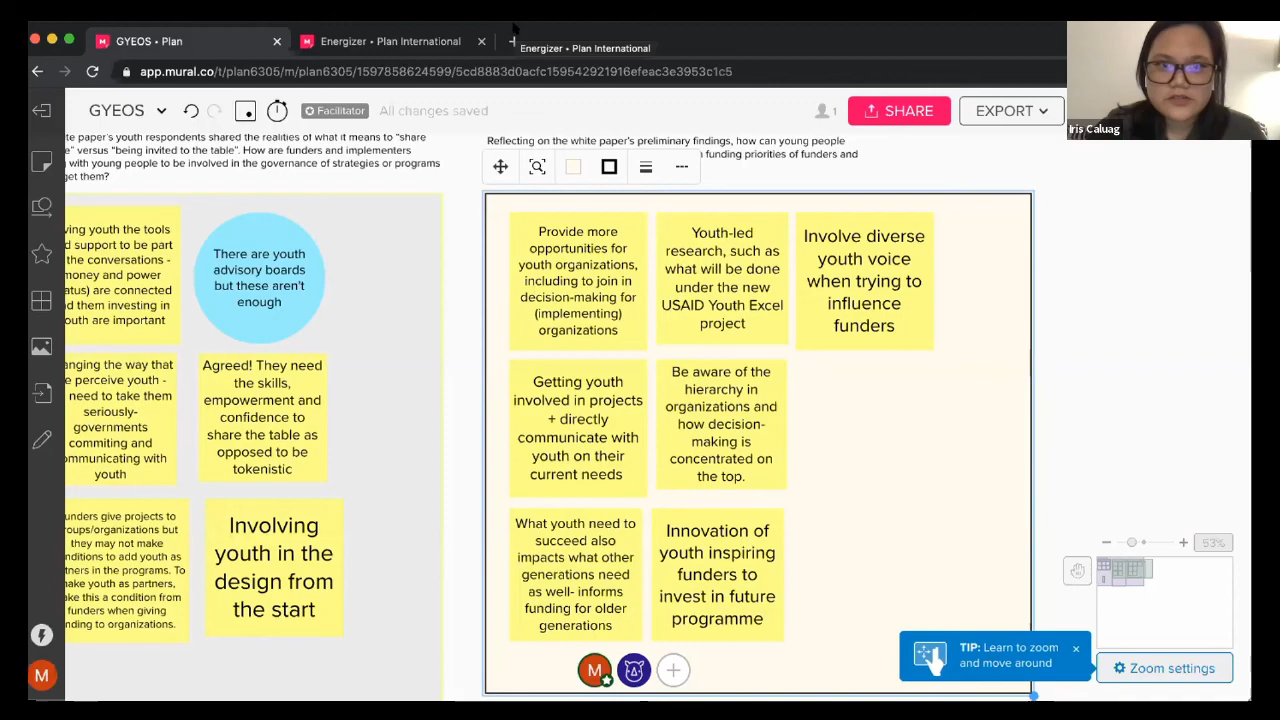 GYEOS • Plan
Energizer • Plan International
Energizer • Plan International
app.mural.co/t/plan6305/m/plan6305/1597858624599/5cd8883d0acfc159542921916efeac3e3953c1c5
GYEOS
Facilitator
All changes saved
1
SHARE
EXPORT
Iris Caluag
te paper's youth respondents shared the realities of what it means to "share
e" versus "being invited to the table". How are funders and implementers
with young people to be involved in the governance of strategies or programs
get them?
ving youth the tools
d support to be part
the conversations -
money and power
atus) are connected
nd them investing in
outh are important
There are youth
advisory boards
but these aren't
enough
anging the way that
e perceive youth -
need to take them
seriously-
governments
commiting and
ommunicating with
youth
Agreed! They need
the skills,
empowerment and
confidence to
share the table as
opposed to be
tokenistic
unders give projects to
groups/organizations but
they may not make
onditions to add youth as
rtners in the programs. To
ake youth as partners,
ake this a condition from
funders when giving
nding to organizations.
Involving
youth in the
design from
the start
Reflecting on the white paper's preliminary findings, how can young people
funding priorities of funders and
Provide more
opportunities for
youth organizations,
including to join in
decision-making for
(implementing)
organizations
Youth-led
research, such as
what will be done
under the new
USAID Youth Excel
project
Involve diverse
youth voice
when trying to
influence
funders
Getting youth
involved in projects
+ directly
communicate with
youth on their
current needs
Be aware of the
hierarchy in
organizations and
how decision-
making is
concentrated on
the top.
What youth need to
succeed also
impacts what other
generations need
as well- informs
funding for older
generations
Innovation of
youth inspiring
funders to
invest in future
programme
M
M
53%
TIP: Learn to zoom
and move around
Zoom settings